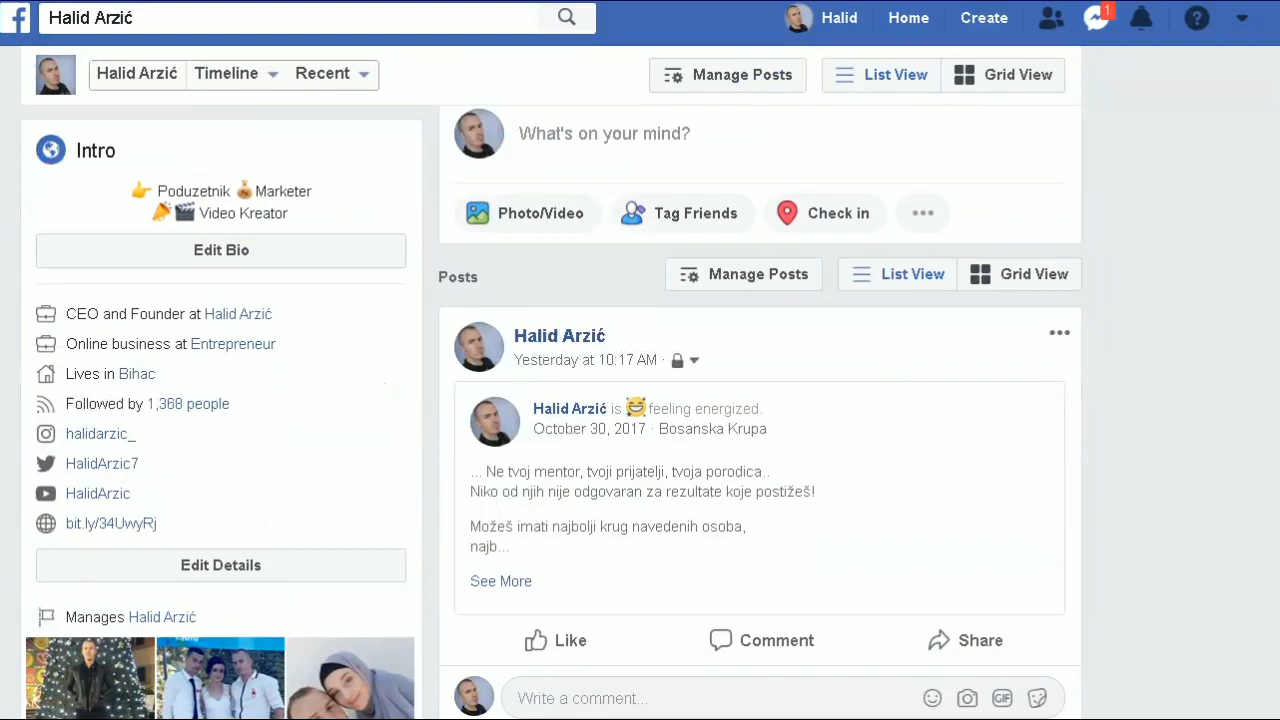 Halid Arzić
Halid
Home
Create
1
Halid Arzić
Timeline
Recent
Manage Posts
List View
Grid View
Intro
👉 Poduzetnik 💰Marketer
🎉🎬 Video Kreator
Edit Bio
CEO and Founder at Halid Arzić
Online business at Entrepreneur
Lives in Bihac
Followed by 1,368 people
halidarzic_
HalidArzic7
HalidArzic
bit.ly/34UwyRj
Edit Details
Manages Halid Arzić
What's on your mind?
Photo/Video
Tag Friends
Check in
Posts
Manage Posts
List View
Grid View
Halid Arzić
Yesterday at 10:17 AM ·
Halid Arzić is 😆 feeling energized.
October 30, 2017 · Bosanska Krupa
... Ne tvoj mentor, tvoji prijatelji, tvoja porodica..
Niko od njih nije odgovaran za rezultate koje postižeš!
Možeš imati najbolji krug navedenih osoba,
najb...
See More
Like
Comment
Share
Write a comment...
GIF